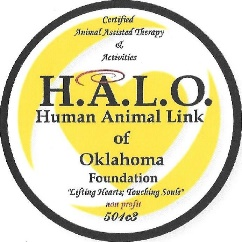 Certified
Animal Assisted Therapy
&
Activities
H.A.L.O.
Human Animal Link
of
Oklahoma
Foundation
"Lifting Hearts; Touching Souls"
non profit
501c3